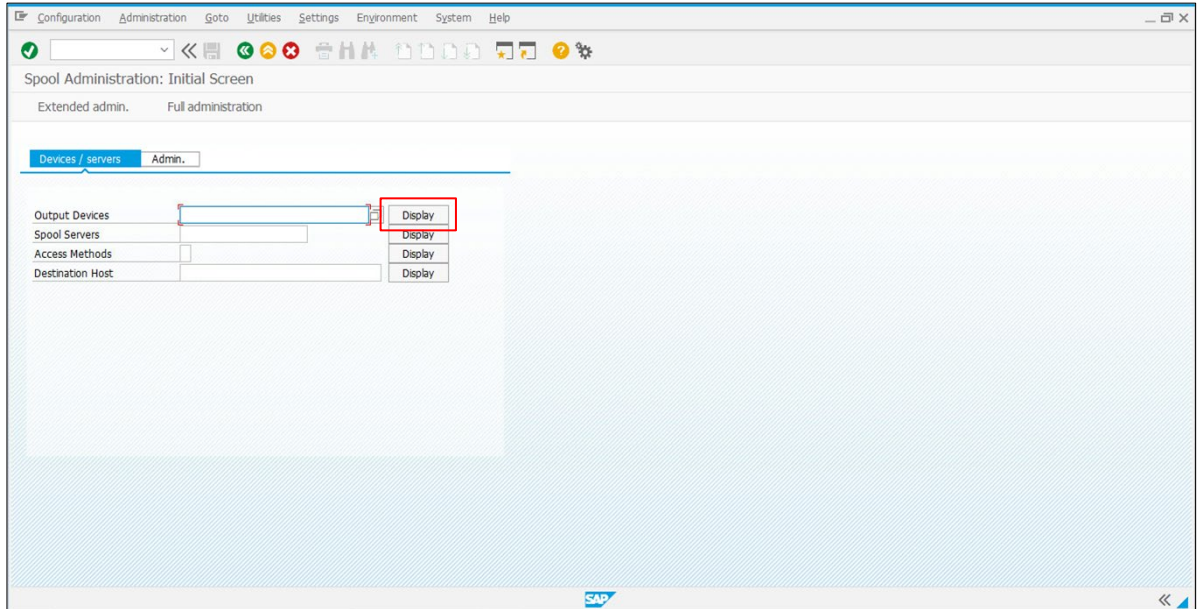 Configuration Administration Goto Utilities Settings Environment System Help
Spool Administration: Initial Screen
Extended admin. Full administration
Devices / servers Admin.
Output Devices Display
Spool Servers Display
Access Methods Display
Destination Host Display
SAP